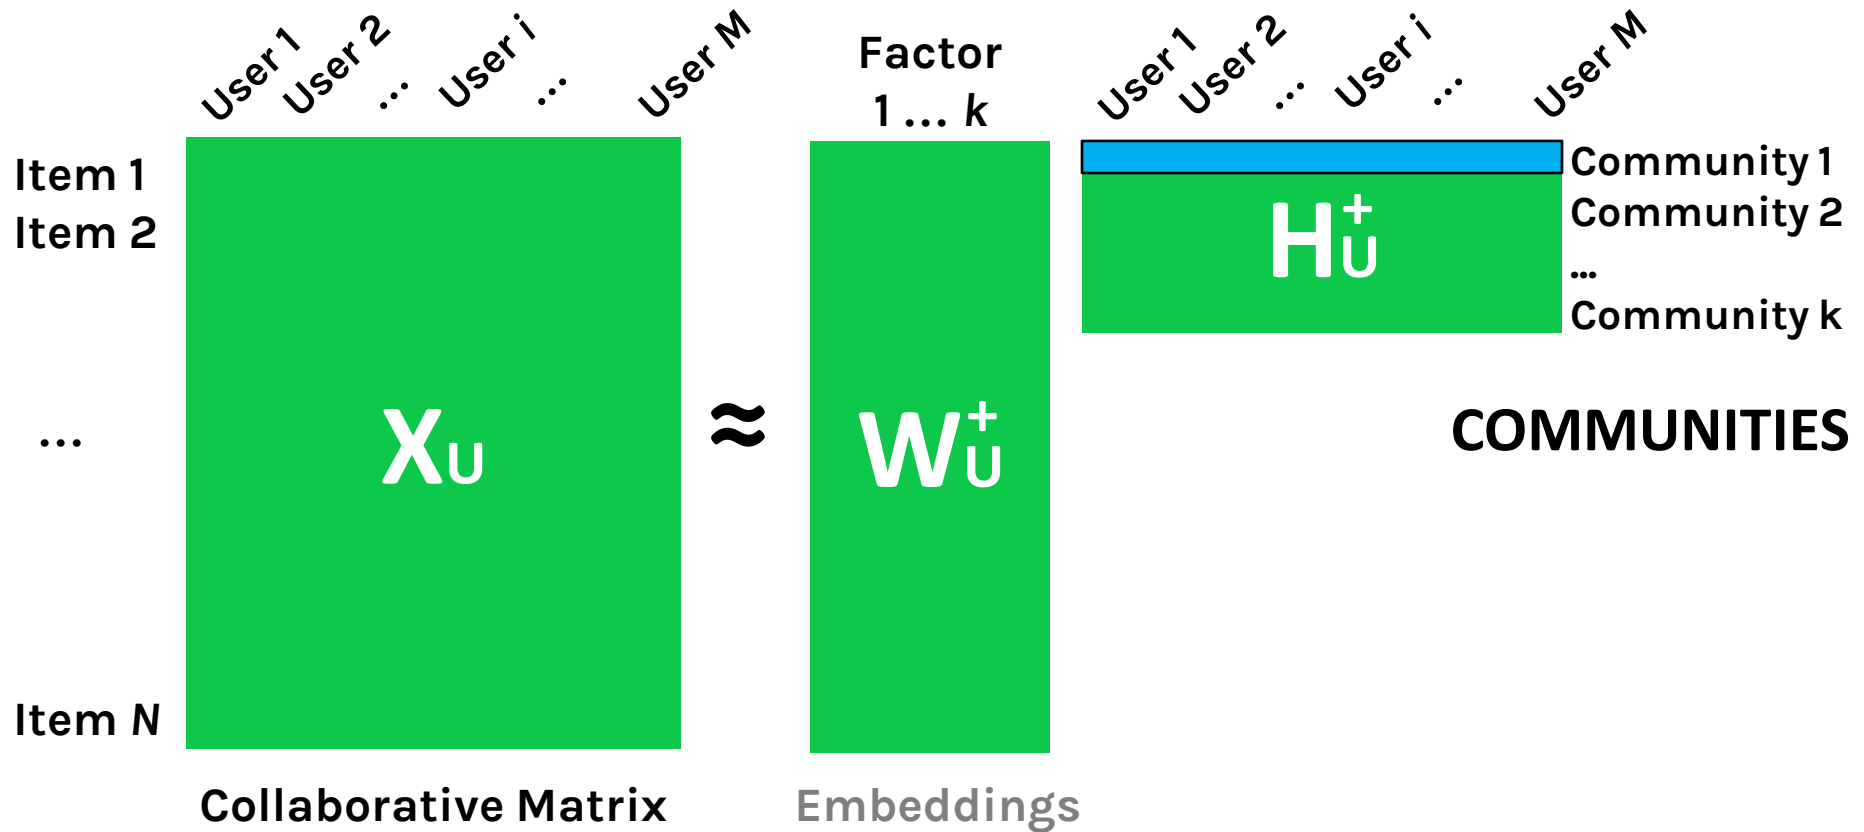 User 1 User 2 ... User i ... User M
Factor
1 ... k
User 1 User 2 ... User i ... User M
Item 1
Item 2
...
Item N
X U
≈
W + U
H + U
Community 1
Community 2
...
Community k
COMMUNITIES
Collaborative Matrix
Embeddings